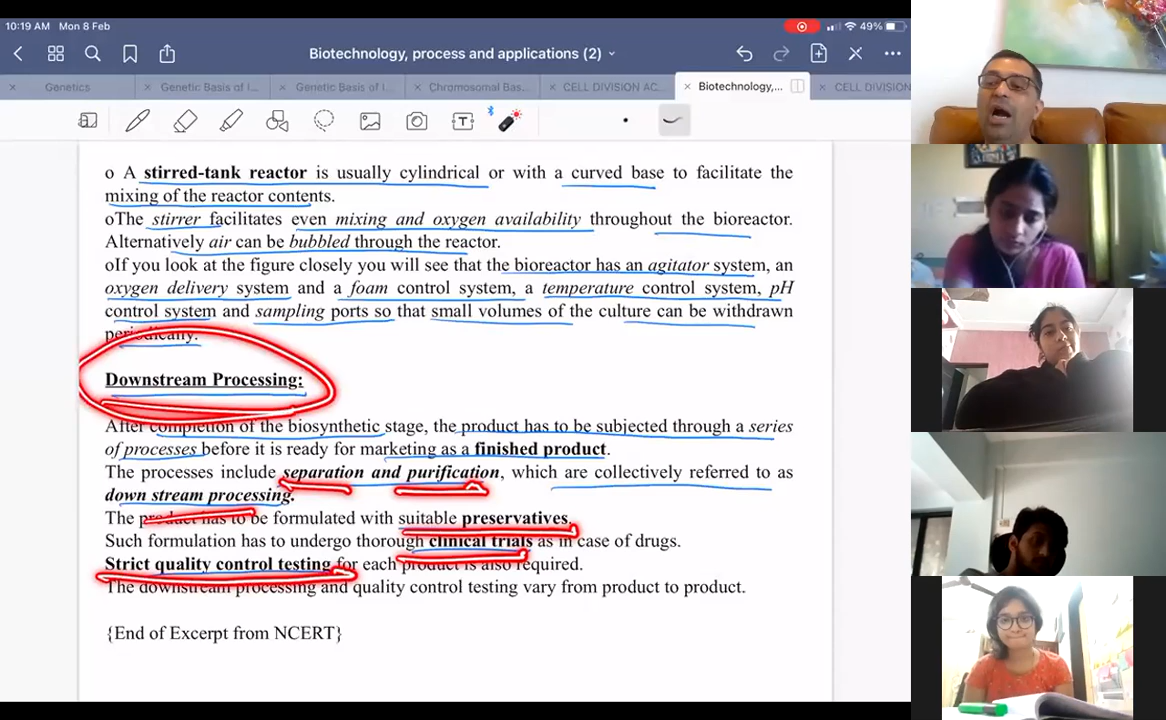 10:19 AM Mon 8 Feb
49%
Biotechnology, process and applications (2)
Genetics
Genetic Basis of I...
Genetic Basis of I...
Chromosomal Bas...
CELL DIVISION AC...
Biotechnology,...
CELL DIVISION
o A stirred-tank reactor is usually cylindrical or with a curved base to facilitate the
mixing of the reactor contents.
oThe stirrer facilitates even mixing and oxygen availability throughout the bioreactor.
Alternatively air can be bubbled through the reactor.
oIf you look at the figure closely you will see that the bioreactor has an agitator system, an
oxygen delivery system and a foam control system, a temperature control system, pH
control system and sampling ports so that small volumes of the culture can be withdrawn
periodically.
Downstream Processing:
After completion of the biosynthetic stage, the product has to be subjected through a series
of processes before it is ready for marketing as a finished product.
The processes include separation and purification, which are collectively referred to as
down stream processing.
The product has to be formulated with suitable preservatives.
Such formulation has to undergo thorough clinical trials as in case of drugs.
Strict quality control testing for each product is also required.
The downstream processing and quality control testing vary from product to product.
{End of Excerpt from NCERT}